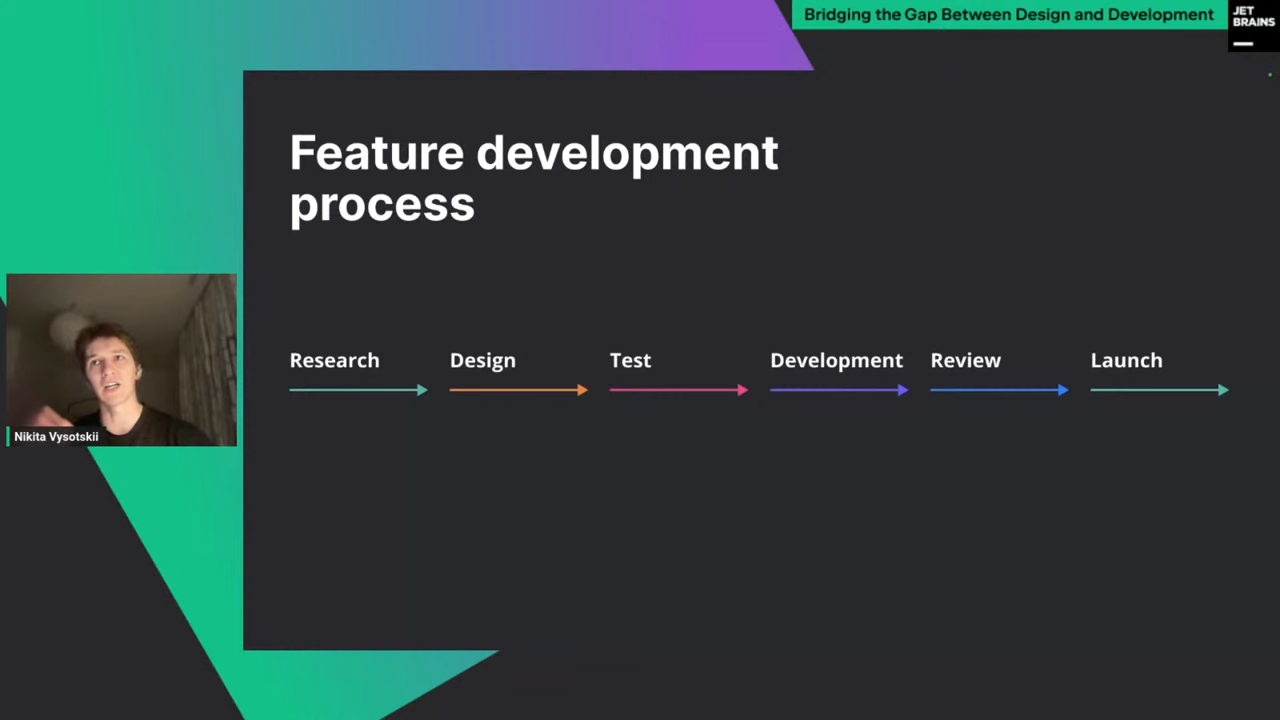 Bridging the Gap Between Design and Development
JET
BRAINS
Feature development
process
Research
Design
Test
Development
Review
Launch
Nikita Vysotskii